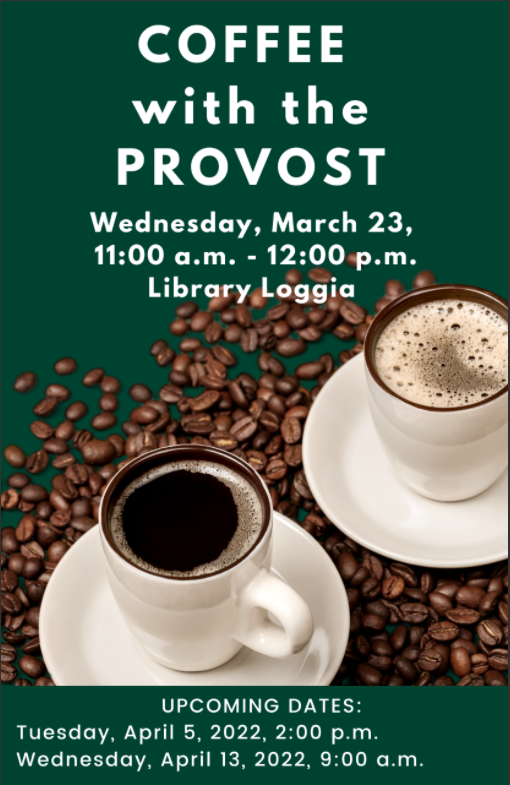 COFFEE
with the
PROVOST
Wednesday, March 23,
11:00 a.m. - 12:00 p.m.
Library Loggia
UPCOMING DATES:
Tuesday, April 5, 2022, 2:00 p.m.
Wednesday, April 13, 2022, 9:00 a.m.